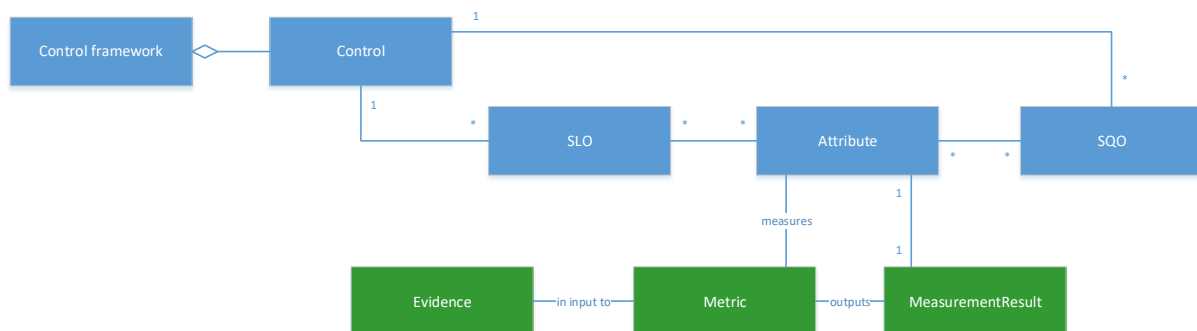 1
Control framework
Control
1
*
*
*
*
SLO
Attribute
SQO
*
*
measures
1
1
Evidence
in input to
Metric
outputs
MeasurementResult